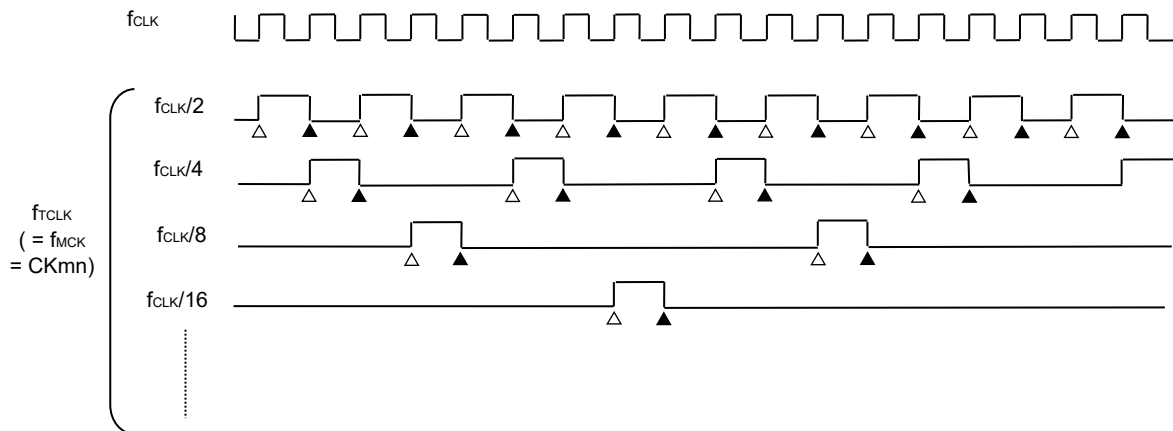 fCLK
fCLK/2
fCLK/4
fTCLK
( = fMCK
= CKmn)
fCLK/8
fCLK/16